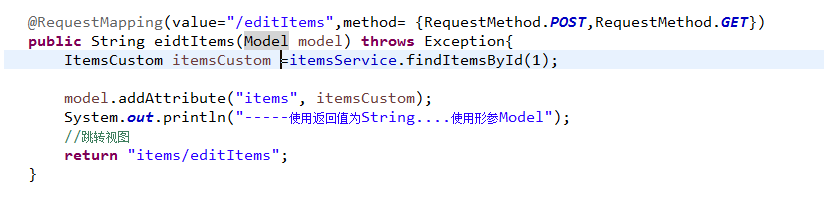 @RequestMapping(value="/editItems",method= {RequestMethod.POST,RequestMethod.GET})
public String eidtItems(Model model) throws Exception{
ItemsCustom itemsCustom =itemsService.findItemsById(1);
model.addAttribute("items", itemsCustom);
System.out.println("-----使用返回值为String....使用形参Model");
//跳转视图
return "items/editItems";
}